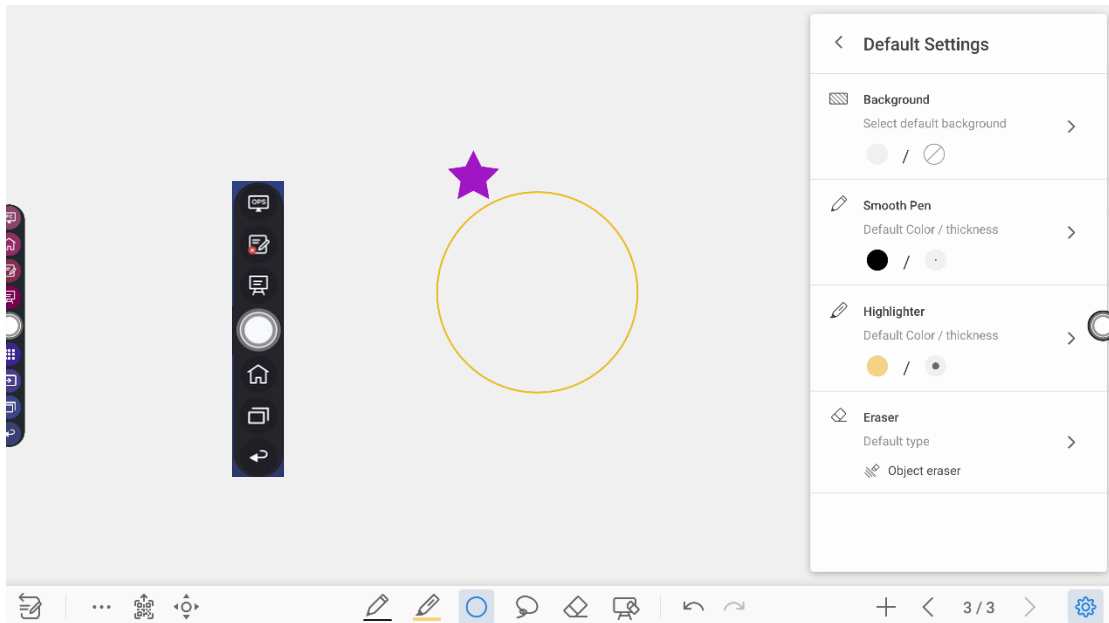 Default Settings
Background
Select default background
/
Smooth Pen
Default Color / thickness
/
Highlighter
Default Color / thickness
/
Eraser
Default type
Object eraser
OPS
3 / 3